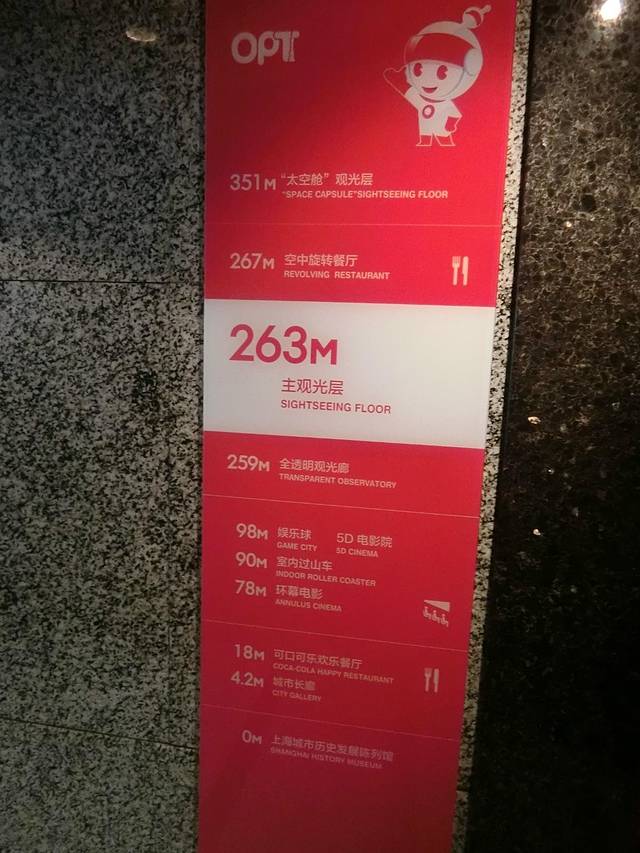 OPT
351M "太空舱" 观光层
"SPACE CAPSULE"SIGHTSEEING FLOOR
267M 空中旋转餐厅
REVOLVING RESTAURANT
263M
主观光层
SIGHTSEEING FLOOR
259M 全透明观光廊
TRANSPARENT OBSERVATORY
98M 娱乐球 5D 电影院
GAME CITY 5D CINEMA
90M 室内过山车
INDOOR ROLLER COASTER
78M 环幕电影
ANNULUS CINEMA
18M 可口可乐欢乐餐厅
COCA-COLA HAPPY RESTAURANT
4.2M 城市长廊
CITY GALLERY
0M 上海城市历史发展陈列馆
SHANGHAI HISTORY MUSEUM